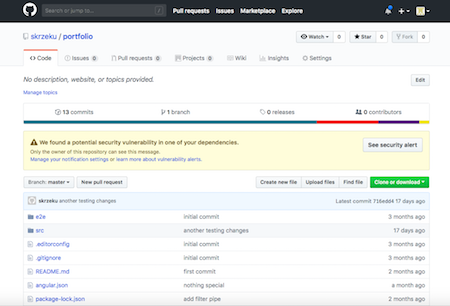 Search or jump to...
Pull requests Issues Marketplace Explore
skrzeku / portfolio
Watch 0 Star 0 Fork 0
Code Issues 0 Pull requests 0 Projects 0 Wiki Insights Settings
No description, website, or topics provided.
Edit
Manage topics
13 commits 1 branch 0 releases 0 contributors
We found a potential security vulnerability in one of your dependencies.
Only the owner of this repository can see this message.
Manage your notification settings or learn more about vulnerability alerts.
See security alert
Branch: master New pull request Create new file Upload files Find file Clone or download
skrzeku another testing changes Latest commit 716edd4 17 days ago
e2e initial commit 3 months ago
src another testing changes 17 days ago
.editorconfig initial commit 3 months ago
.gitignore initial commit 3 months ago
README.md first commit 2 months ago
angular.json nothing special a month ago
package-lock.json add filter pipe 2 months ago